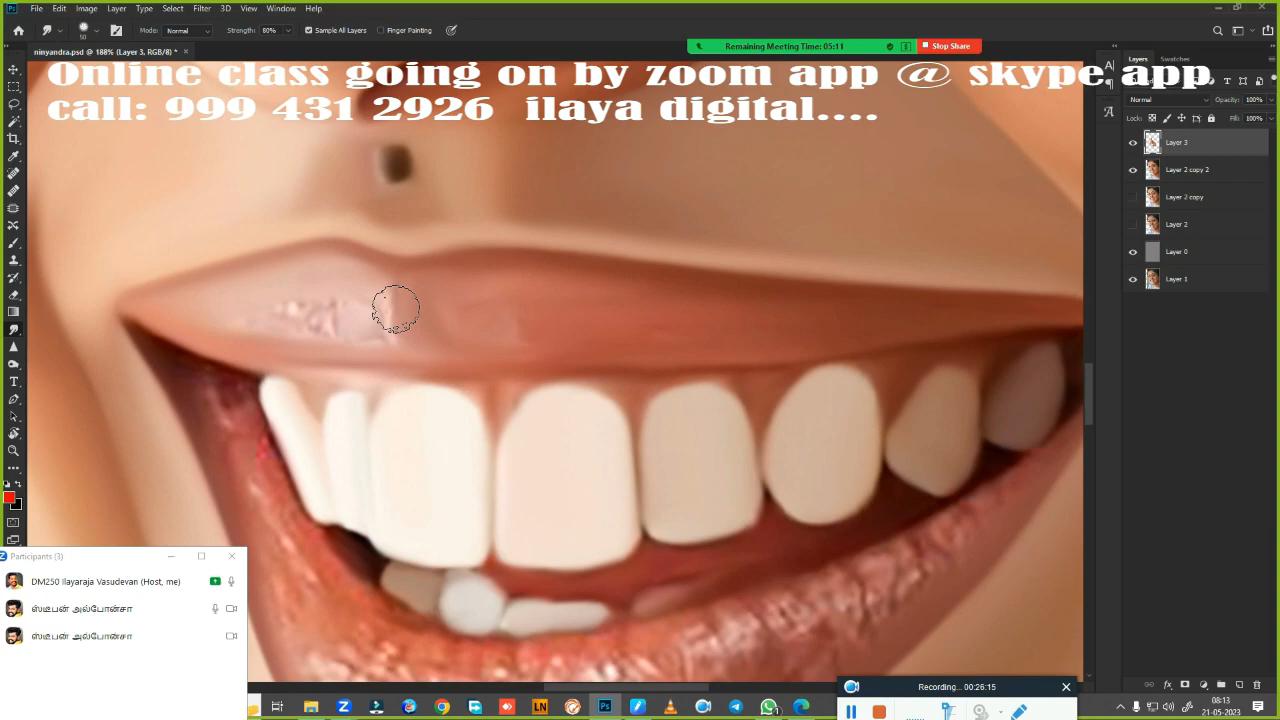 File Edit Image Layer Type Select Filter 3D View Window Help
Mode: Normal Strength: 80% Sample All Layers Finger Painting
50
ninyandra.psd @ 188% (Layer 3, RGB/8) *
Remaining Meeting Time: 05:11 Stop Share
Online class going on by zoom app @ skype app
call: 999 431 2926 ilaya digital....
Layers Swatches
Normal Opacity: 100%
Lock: Fill: 100%
Layer 3
Layer 2 copy 2
Layer 2 copy
Layer 2
Layer 0
Layer 1
Participants (3)
DM250 Ilayaraja Vasudevan (Host, me)
ஸ்டீபன் அல்போன்சா
ஸ்டீபன் அல்போன்சா
Recording... 00:26:15
08:13
21-05-2023